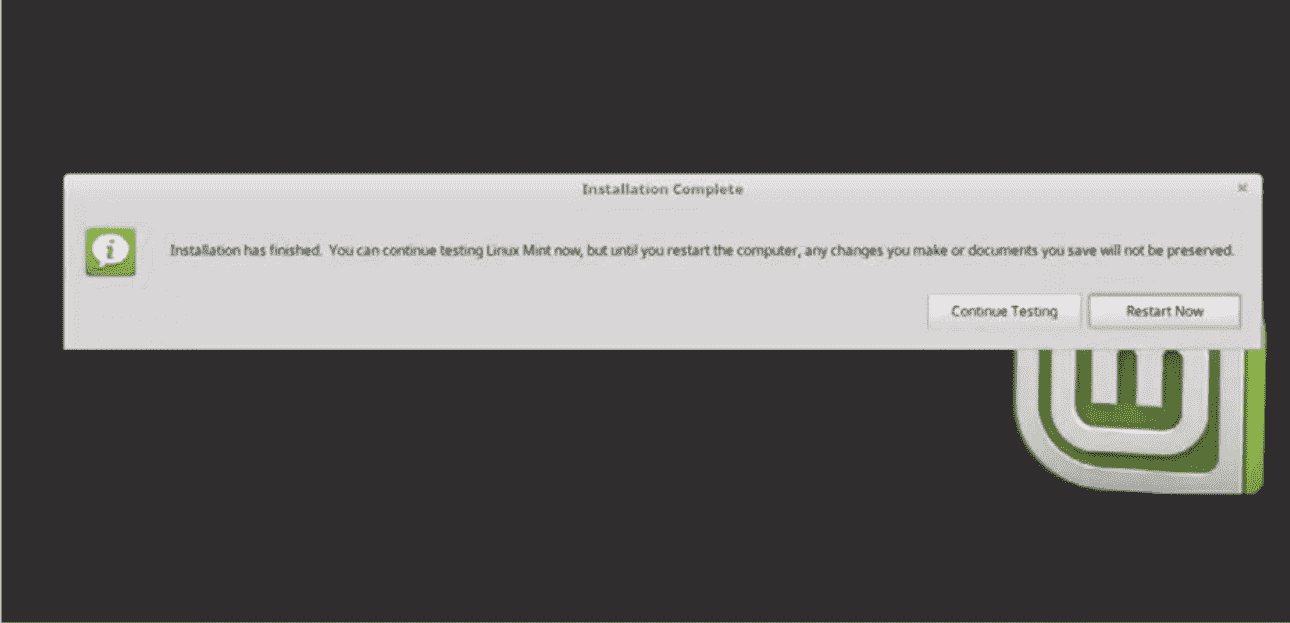 Installation Complete
Installation has finished. You can continue testing Linux Mint now, but until you restart the computer, any changes you make or documents you save will not be preserved.
Continue Testing
Restart Now